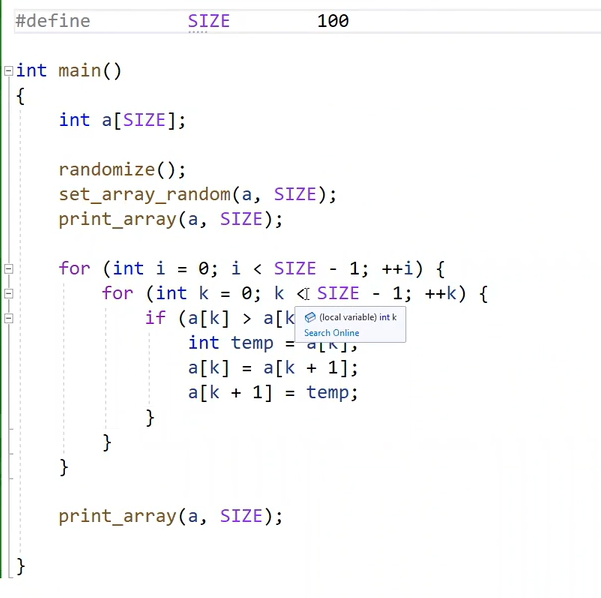 #define SIZE 100
int main()
{
int a[SIZE];
randomize();
set_array_random(a, SIZE);
print_array(a, SIZE);
for (int i = 0; i < SIZE - 1; ++i) {
for (int k = 0; k < SIZE - 1; ++k) {
if (a[k] > a[k
(local variable) int k
Search Online
int temp = a[k];
a[k] = a[k + 1];
a[k + 1] = temp;
}
}
}
print_array(a, SIZE);
}